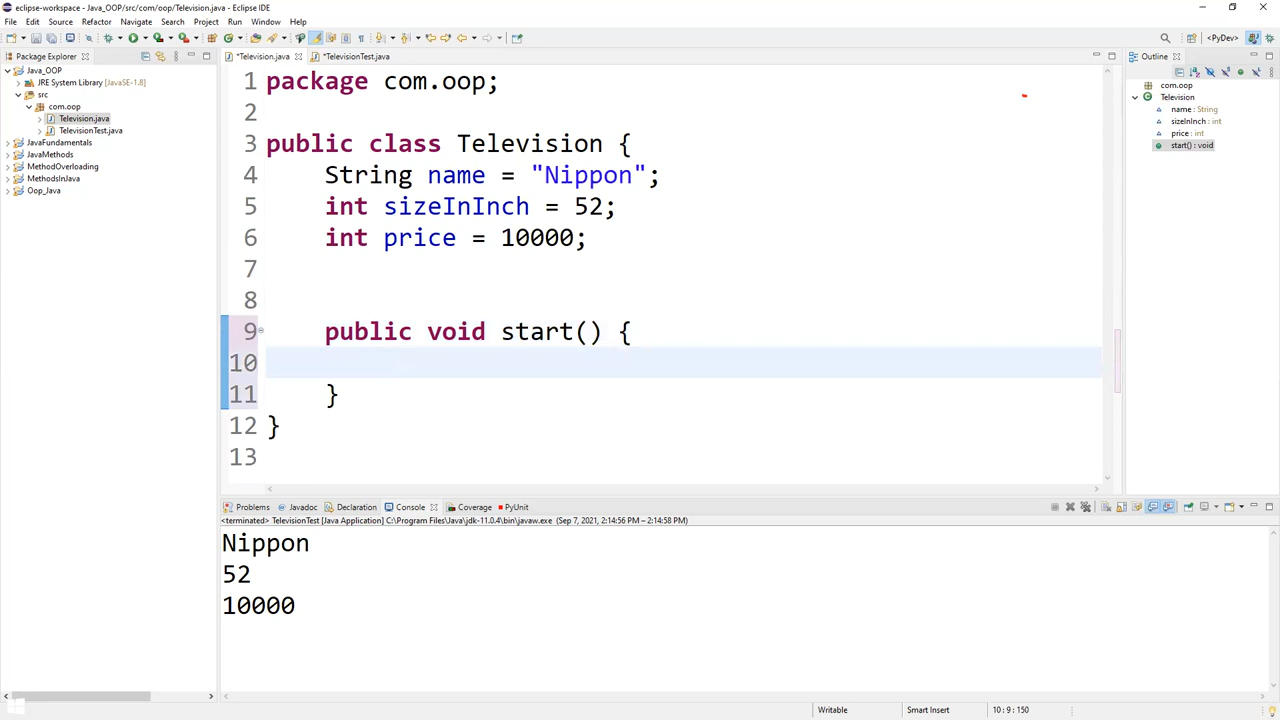 eclipse-workspace - Java_OOP/src/com/oop/Television.java - Eclipse IDE
File Edit Source Refactor Navigate Search Project Run Window Help
<PyDev>
Package Explorer
*Television.java *TelevisionTest.java
Outline
Java_OOP
JRE System Library [JavaSE-1.8]
src
com.oop
Television.java
TelevisionTest.java
JavaFundamentals
JavaMethods
MethodOverloading
MethodsInJava
Oop_Java
1 package com.oop;
2
3 public class Television {
4 String name = "Nippon";
5 int sizeInInch = 52;
6 int price = 10000;
7
8
9 public void start() {
10
11 }
12 }
13
com.oop
Television
name : String
sizeInInch : int
price : int
start() : void
Problems Javadoc Declaration Console Coverage PyUnit
<terminated> TelevisionTest [Java Application] C:\Program Files\Java\jdk-11.0.4\bin\javaw.exe (Sep 7, 2021, 2:14:56 PM – 2:14:58 PM)
Nippon
52
10000
Writable Smart Insert 10 : 9 : 150